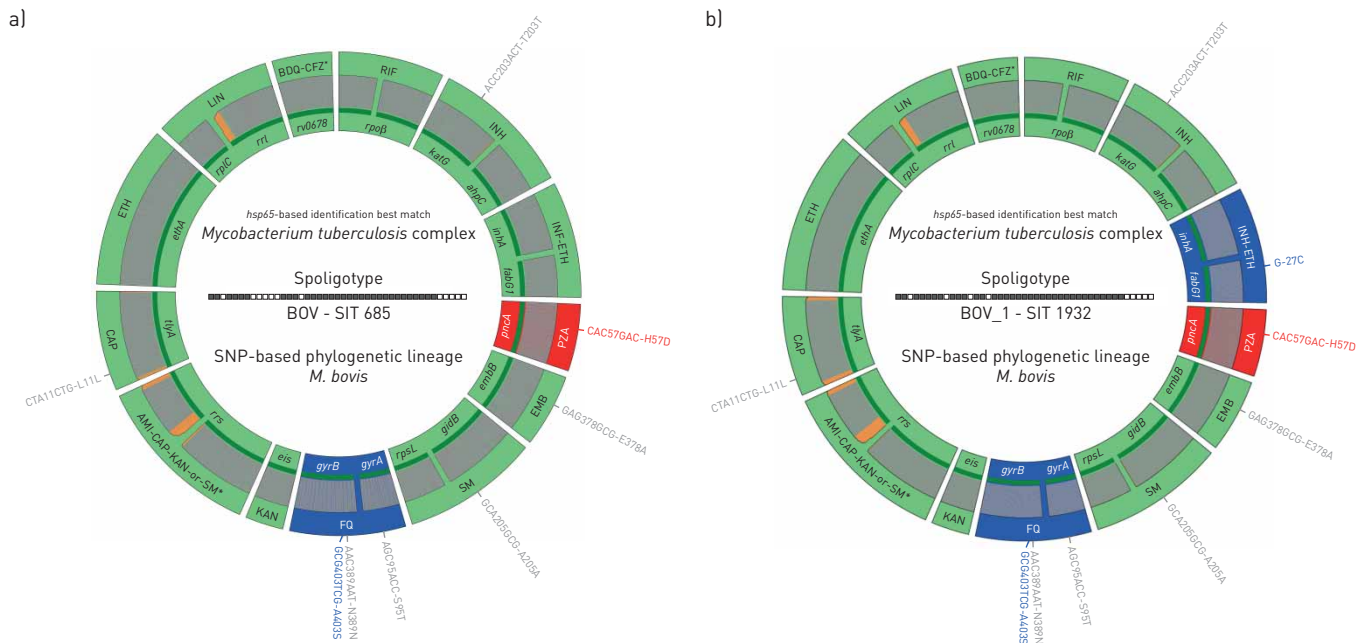 a)
ACC203ACT-T203T
BDQ-CFZ*
RIF
LIN
INH
rplC
rrl
rv0678
rpoβ
katG
ahpC
ETH
ethA
inhA
fabG1
INF-ETH
hsp65-based identification best match
Mycobacterium tuberculosis complex
Spoligotype
BOV - SIT 685
SNP-based phylogenetic lineage
M. bovis
pncA
PZA
CAC57GAC-H57D
CAP
tlyA
CTA11CTG-L11L
embB
EMB
GAG378GCG-E378A
rrs
AMI-CAP-KAN-or-SM*
eis
KAN
gyrB
gyrA
FQ
rpsL
gidB
SM
GCA205GCG-A205A
AGC95ACC-S95T
AAC389AAT-N389N
GCG403TCG-A403S
b)
ACC203ACT-T203T
BDQ-CFZ*
RIF
LIN
INH
rplC
rrl
rv0678
rpoβ
katG
ahpC
ETH
ethA
inhA
fabG1
INH-ETH
G-27C
hsp65-based identification best match
Mycobacterium tuberculosis complex
Spoligotype
BOV_1 - SIT 1932
SNP-based phylogenetic lineage
M. bovis
pncA
PZA
CAC57GAC-H57D
CAP
tlyA
CTA11CTG-L11L
embB
EMB
GAG378GCG-E378A
rrs
AMI-CAP-KAN-or-SM*
eis
KAN
gyrB
gyrA
FQ
rpsL
gidB
SM
GCA205GCG-A205A
AGC95ACC-S95T
AAC389AAT-N389N
GCG403TCG-A403S